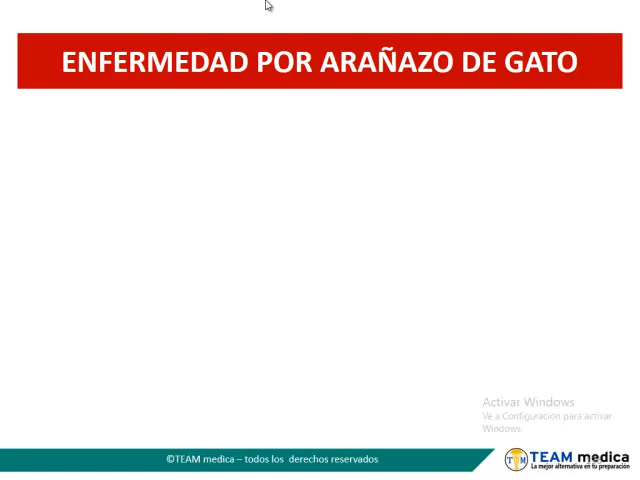 ENFERMEDAD POR ARAÑAZO DE GATO
Activar Windows
Ve a Configuración para activar
Windows.
©TEAM medica – todos los derechos reservados
TM
TEAM medica
La mejor alternativa en tu preparación